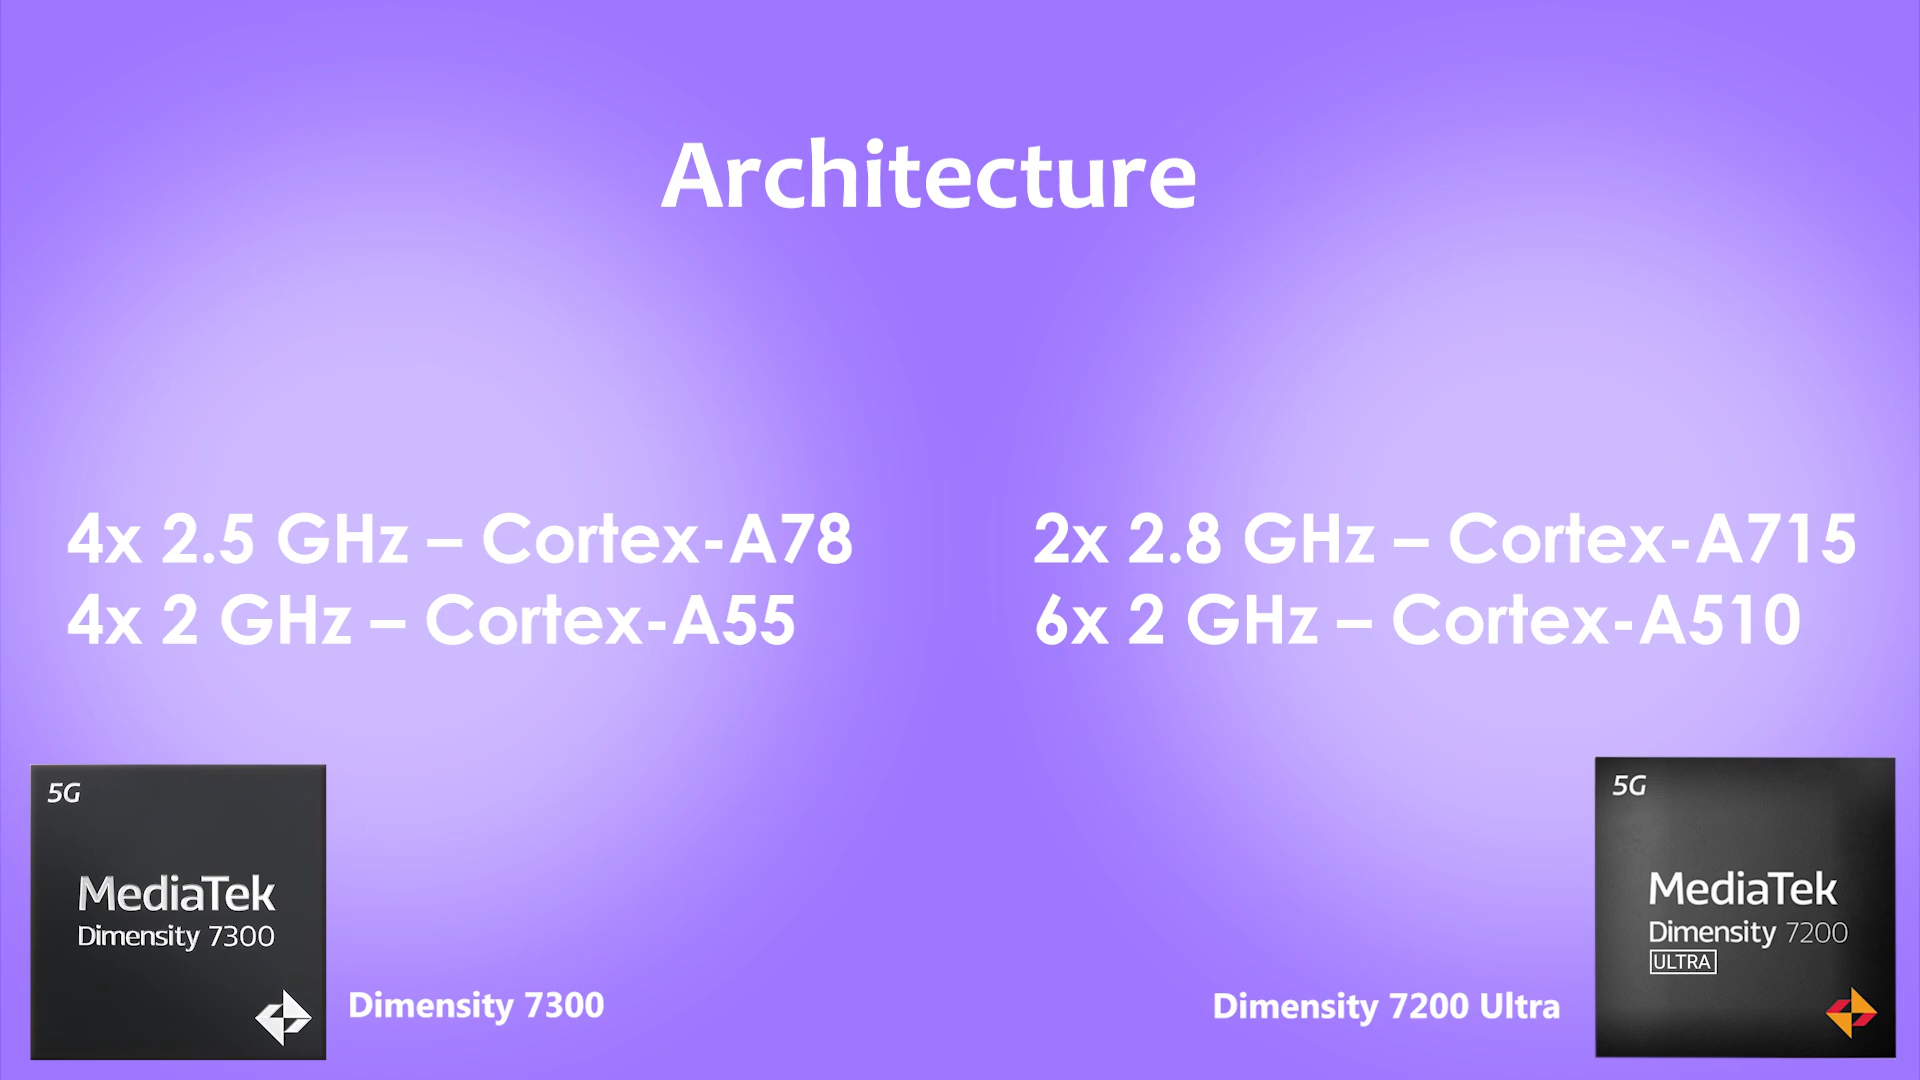 Architecture
4x 2.5 GHz – Cortex-A78
4x 2 GHz – Cortex-A55
2x 2.8 GHz – Cortex-A715
6x 2 GHz – Cortex-A510
5G
MediaTek
Dimensity 7300
Dimensity 7300
Dimensity 7200 Ultra
5G
MediaTek
Dimensity 7200
ULTRA